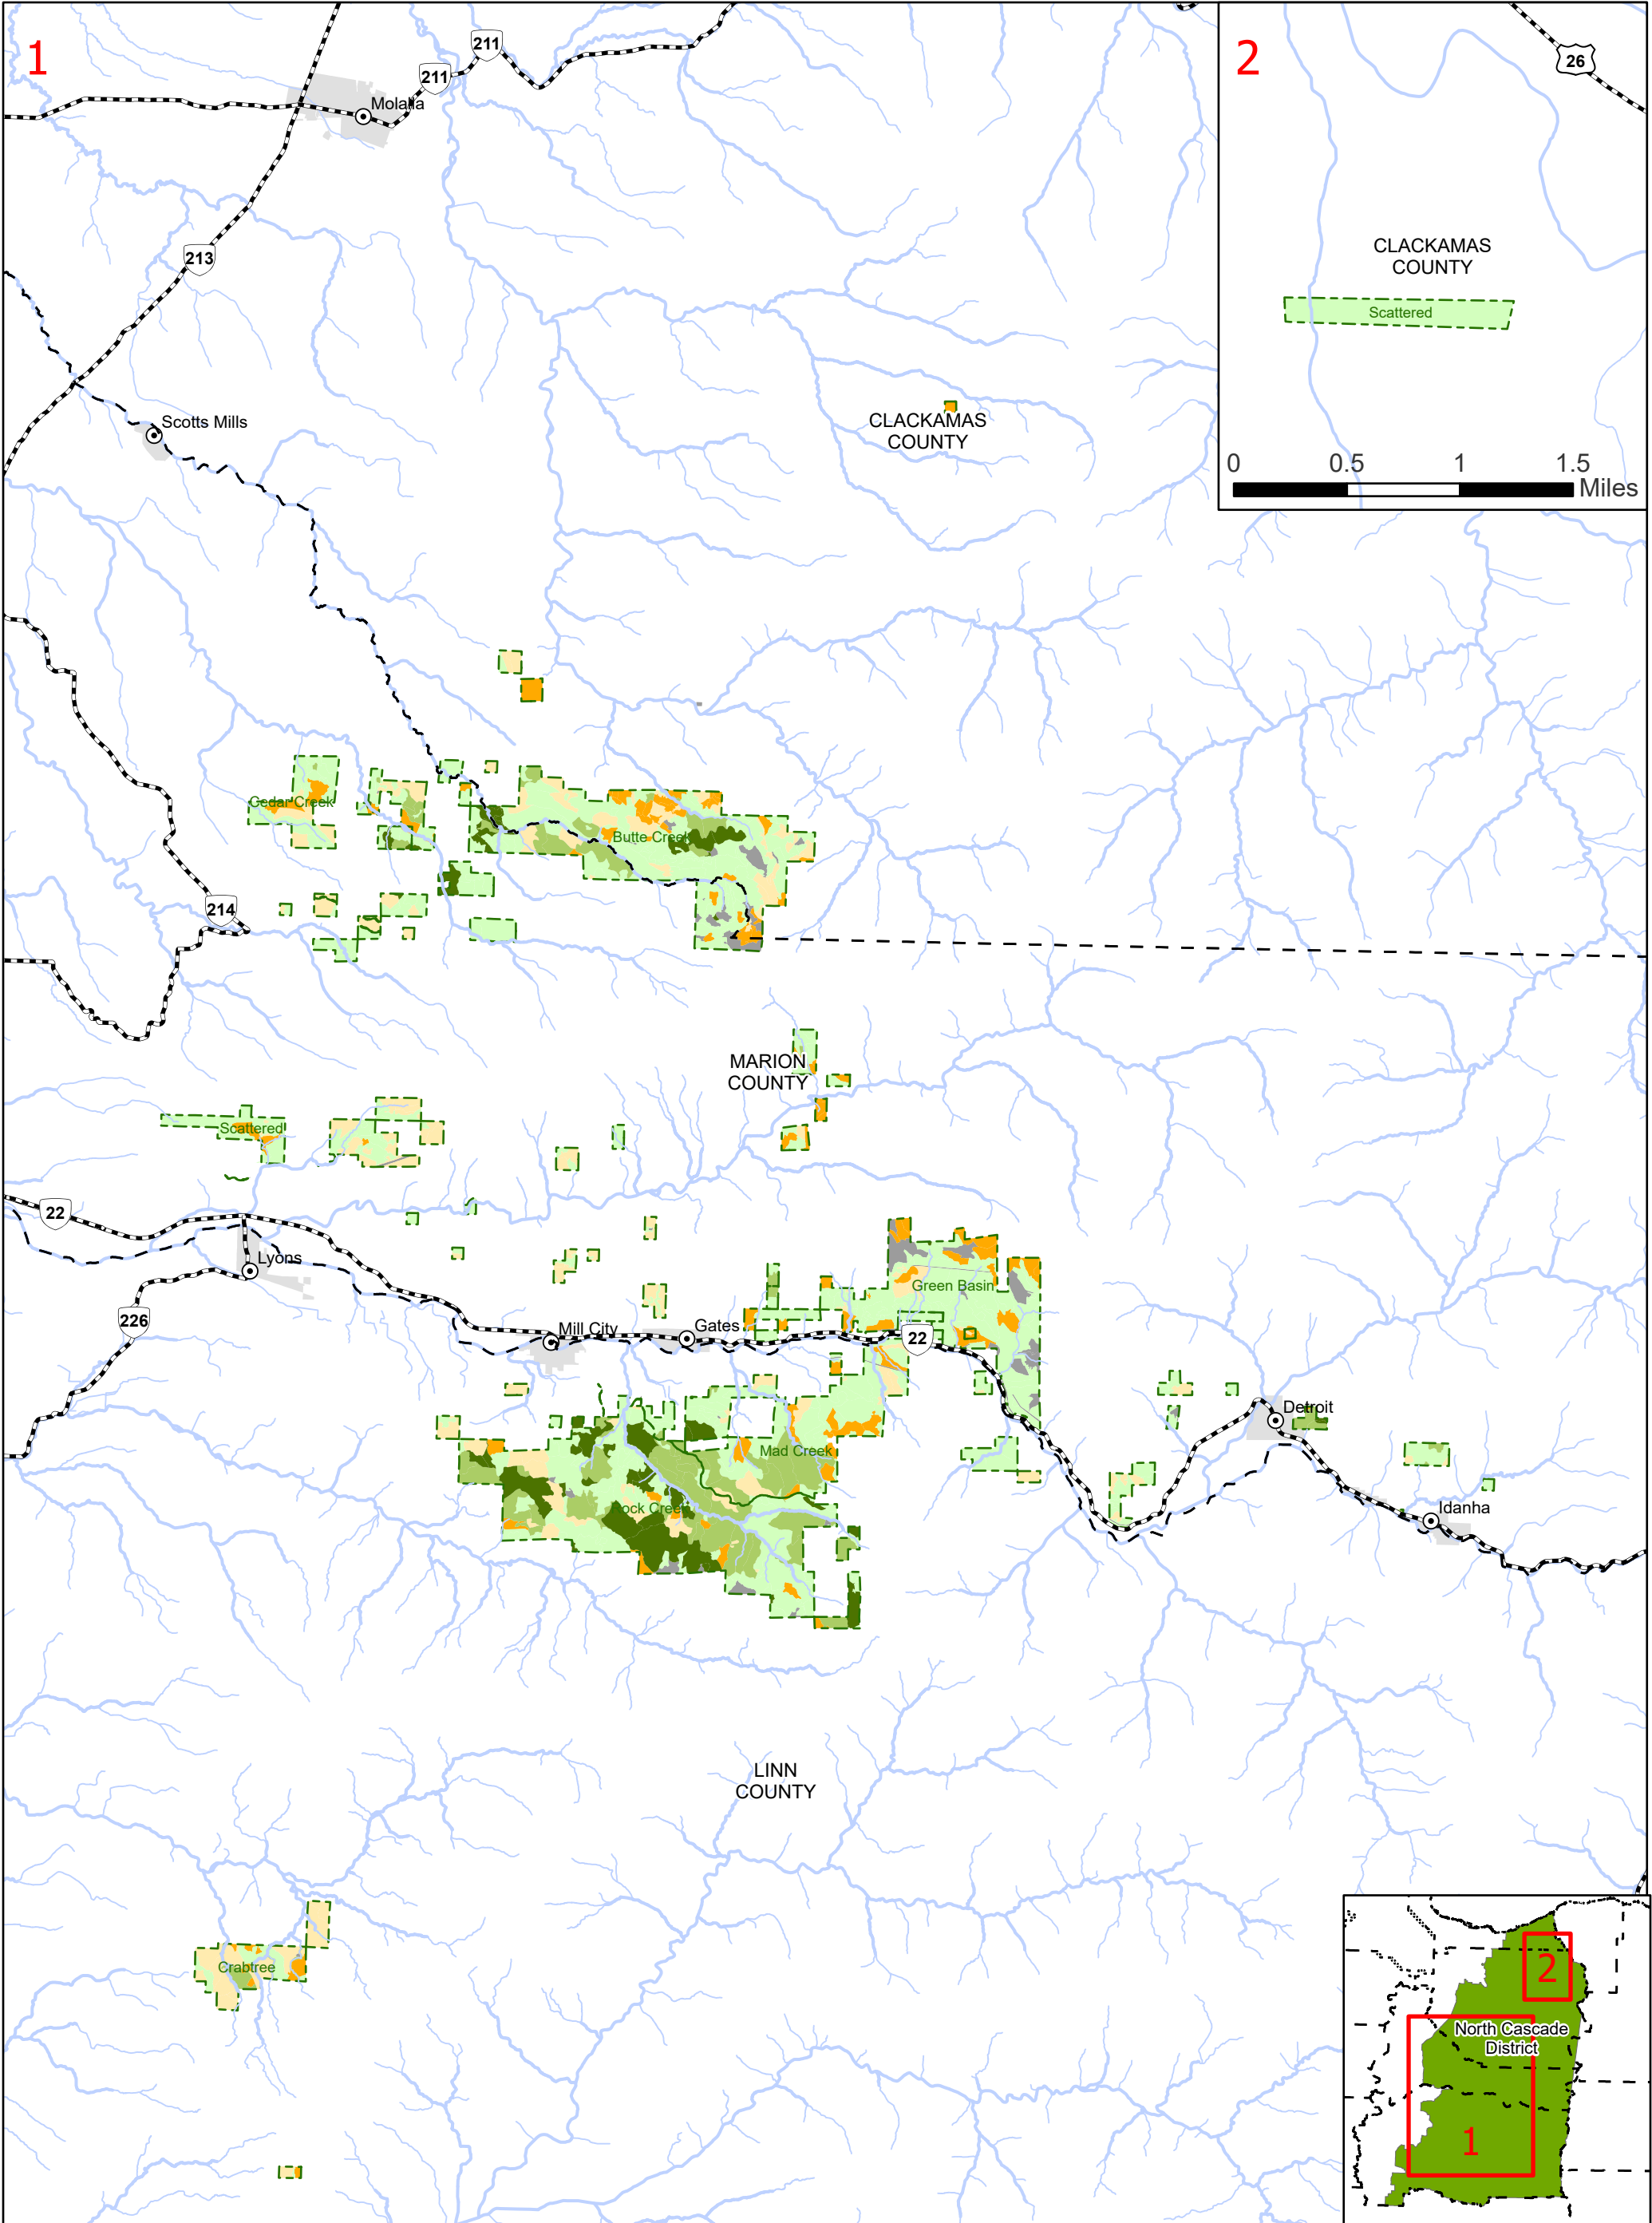 1
211
211
Molalla
2
26
213
CLACKAMAS
COUNTY
Scattered
Scotts Mills
CLACKAMAS
COUNTY
0 0.5 1 1.5
Miles
Cedar Creek
Butte Creek
214
MARION
COUNTY
Scattered
22
Lyons
Green Basin
226
Mill City
Gates
22
Detroit
Mad Creek
Rock Creek
Idanha
LINN
COUNTY
Crabtree
2
North Cascade
District
1